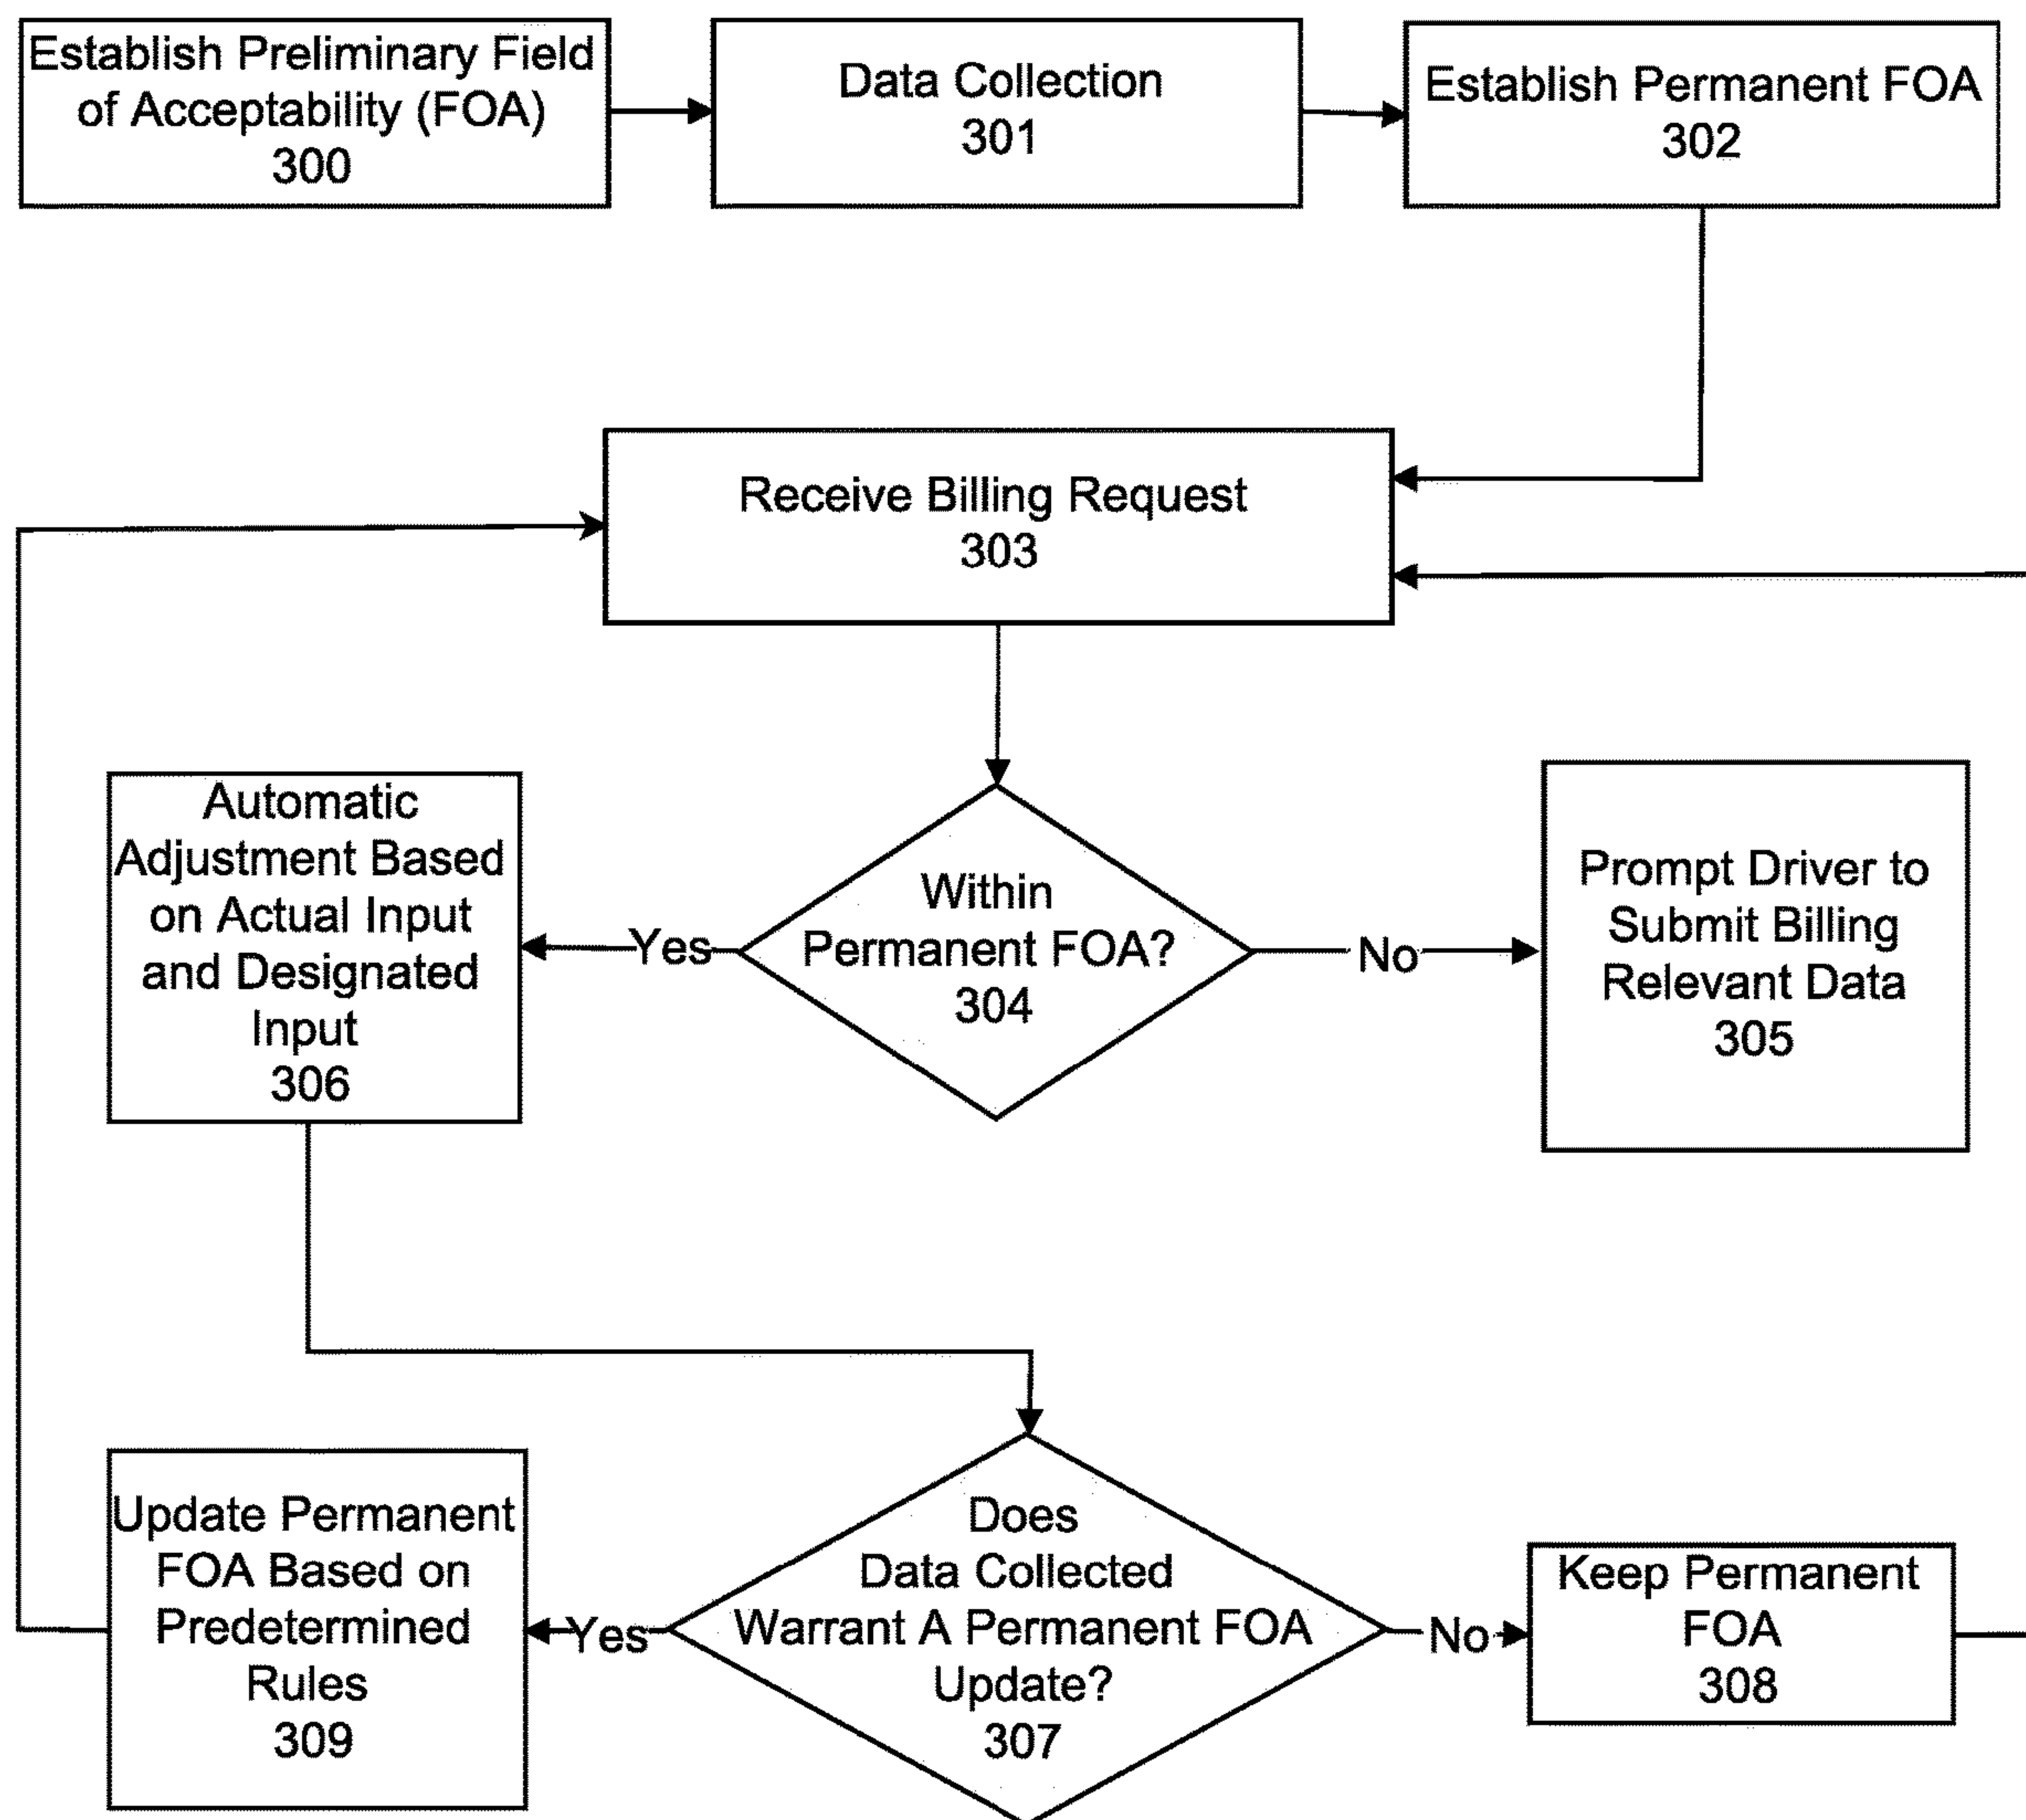 Establish Preliminary Field
of Acceptability (FOA)
300
Data Collection
301
Establish Permanent FOA
302
Receive Billing Request
303
Automatic
Adjustment Based
on Actual Input
and Designated
Input
306
Yes
Within
Permanent FOA?
304
No
Prompt Driver to
Submit Billing
Relevant Data
305
Update Permanent
FOA Based on
Predetermined
Rules
309
Yes
Does
Data Collected
Warrant A Permanent FOA
Update?
307
No
Keep Permanent
FOA
308